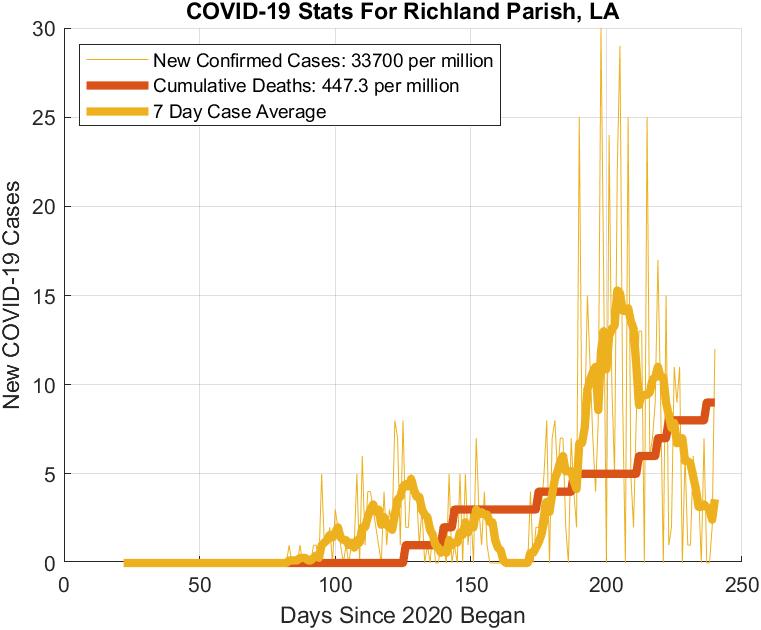 COVID-19 Stats For Richland Parish, LA
New Confirmed Cases: 33700 per million
Cumulative Deaths: 447.3 per million
7 Day Case Average
New COVID-19 Cases
30
25
20
15
10
5
0
0 50 100 150 200 250
Days Since 2020 Began